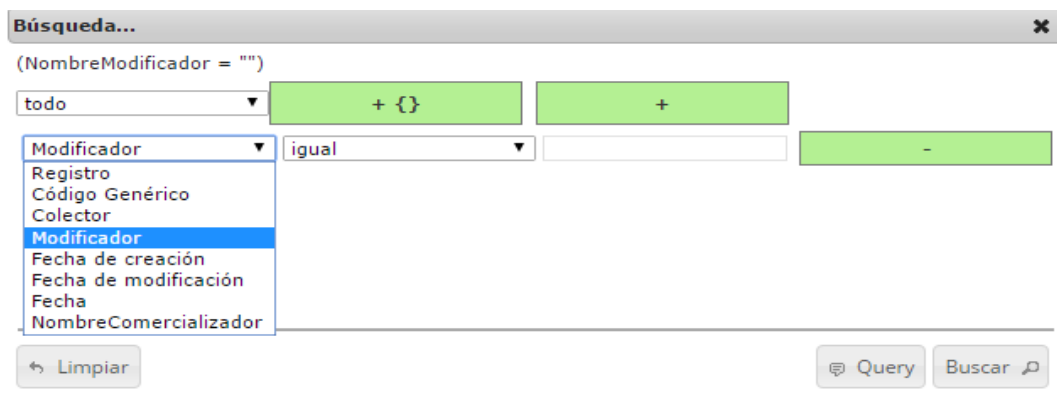 Búsqueda... ✖
(NombreModificador = "")
todo ▼ + {} +
Modificador ▼ igual ▼ -
Registro
Código Genérico
Colector
Modificador
Fecha de creación
Fecha de modificación
Fecha
NombreComercializador
Limpiar Query Buscar